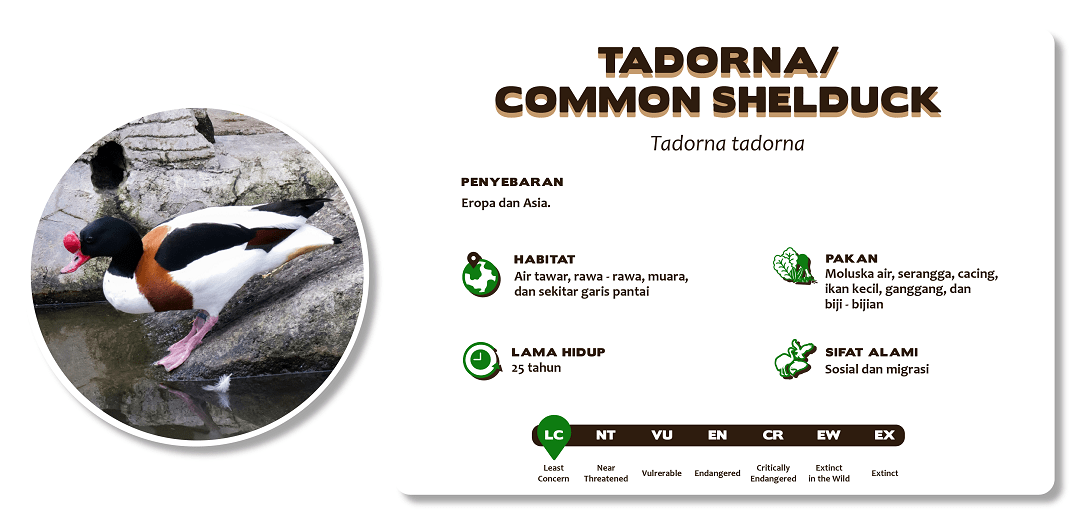 TADORNA/
COMMON SHELDUCK
Tadorna tadorna
PENYEBARAN
Eropa dan Asia.
HABITAT
Air tawar, rawa - rawa, muara,
dan sekitar garis pantai
PAKAN
Moluska air, serangga, cacing,
ikan kecil, ganggang, dan
biji - bijian
LAMA HIDUP
25 tahun
SIFAT ALAMI
Sosial dan migrasi
LC NT VU EN CR EW EX
Least Concern Near Threatened Vulrerable Endangered Critically Endangered Extinct in the Wild Extinct